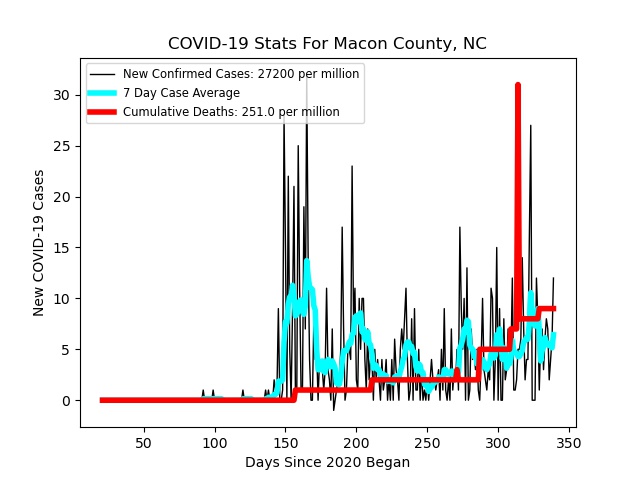 COVID-19 Stats For Macon County, NC
New Confirmed Cases: 27200 per million
7 Day Case Average
Cumulative Deaths: 251.0 per million
New COVID-19 Cases
30
25
20
15
10
5
0
50
100
150
200
250
300
350
Days Since 2020 Began